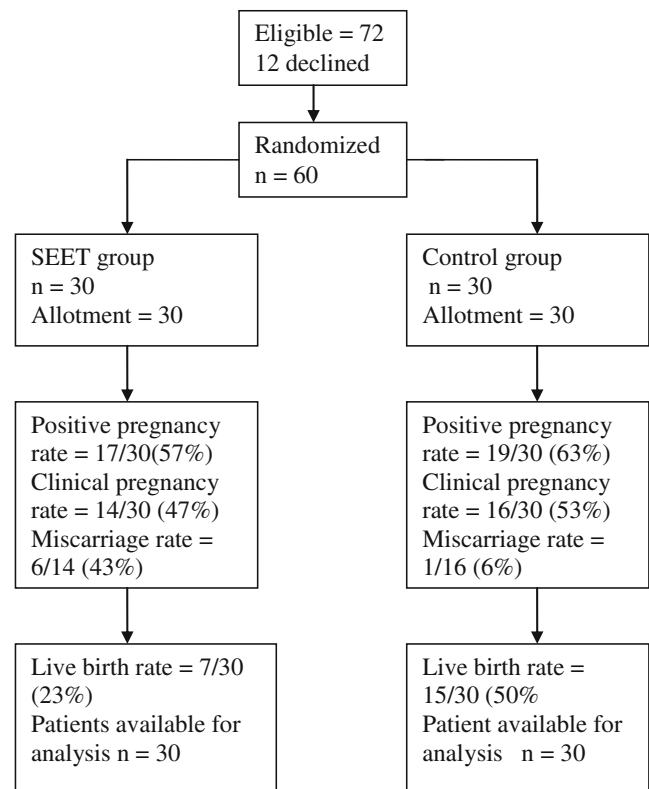 Eligible = 72
12 declined
Randomized
n = 60
SEET group
n = 30
Allotment = 30
Control group
n = 30
Allotment = 30
Positive pregnancy
rate = 17/30(57%)
Clinical pregnancy
rate = 14/30 (47%)
Miscarriage rate =
6/14 (43%)
Positive pregnancy
rate = 19/30 (63%)
Clinical pregnancy
rate = 16/30 (53%)
Miscarriage rate =
1/16 (6%)
Live birth rate = 7/30
(23%)
Patients available for
analysis n = 30
Live birth rate =
15/30 (50%
Patient available for
analysis n = 30